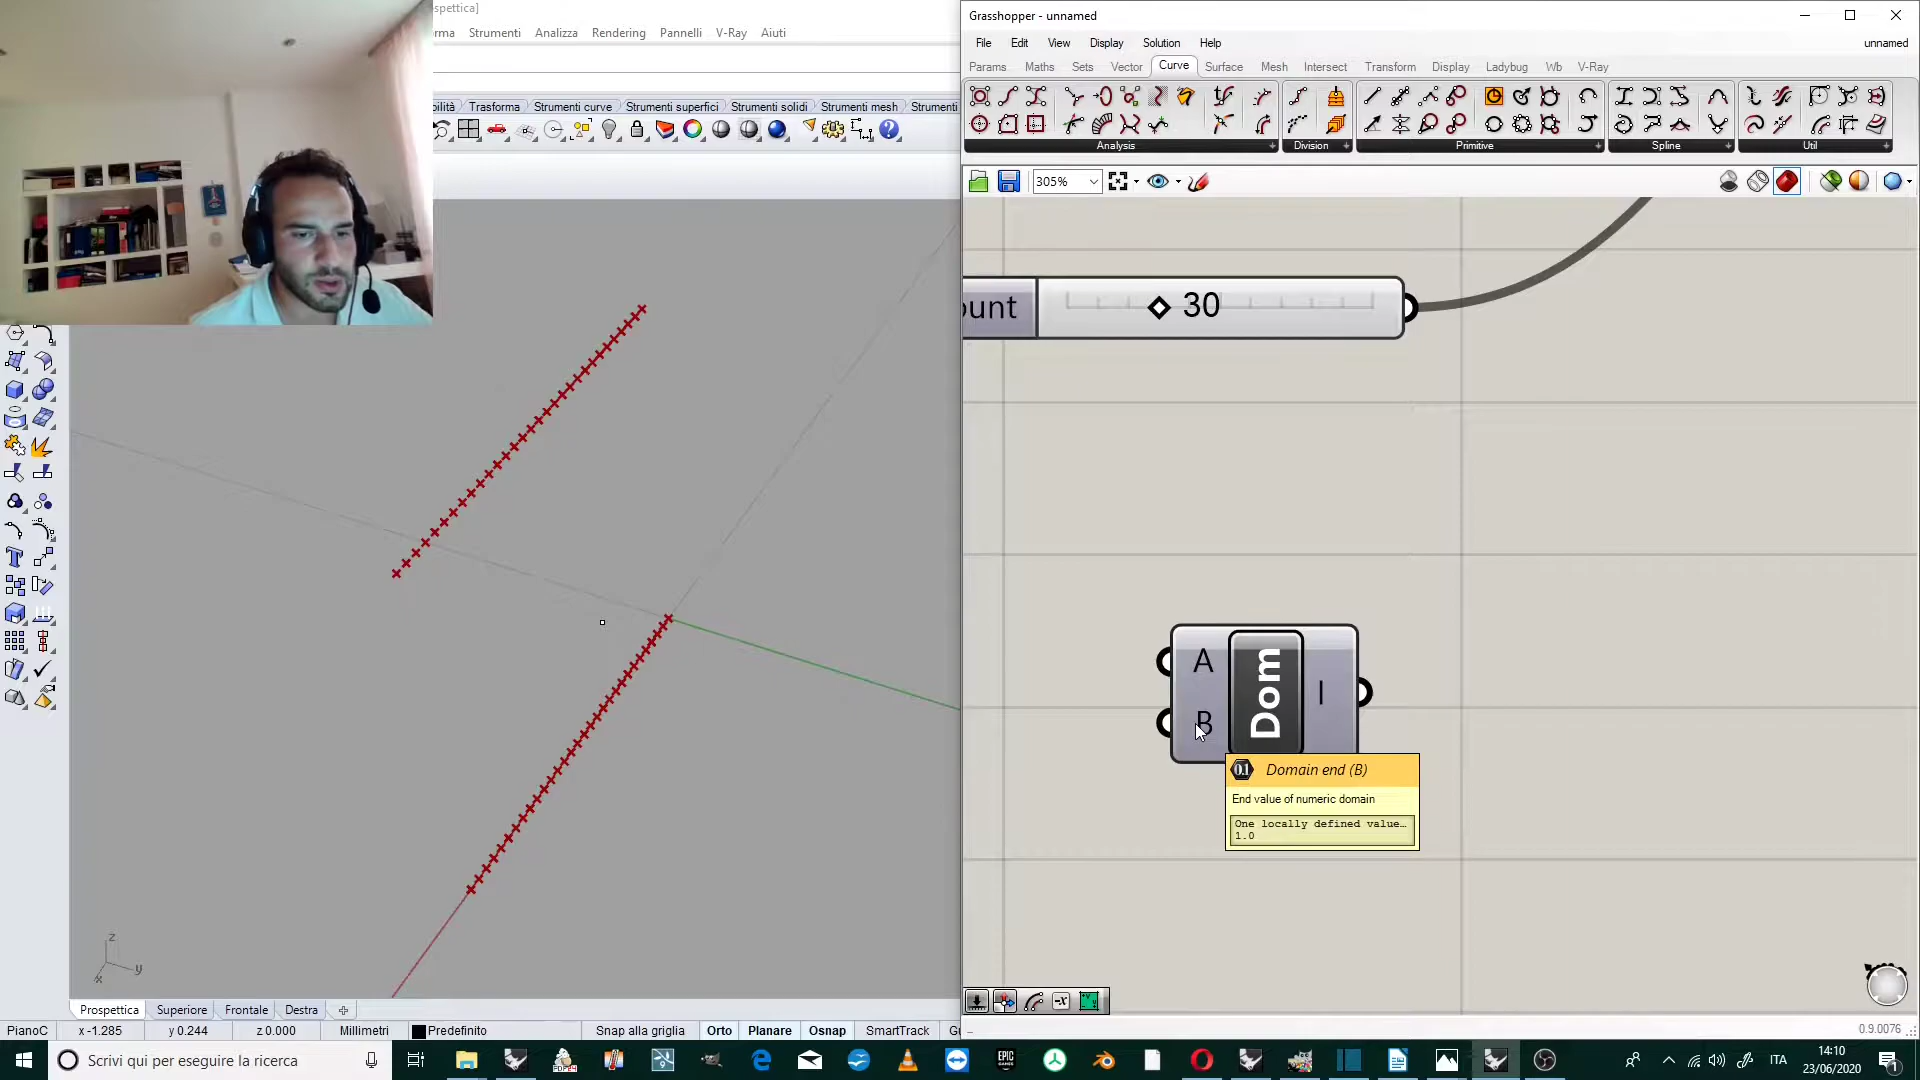 spettica]
rma Strumenti Analizza Rendering Pannelli V-Ray Aiuti
bilità Trasforma Strumenti curve Strumenti superfici Strumenti solidi Strumenti mesh Strumenti
Grasshopper - unnamed
File Edit View Display Solution Help
unnamed
Params Maths Sets Vector Curve Surface Mesh Intersect Transform Display Ladybug Wb V-Ray
Analysis Division Primitive Spline Util
305%
ount 30
A
B
Dom
I
Domain end (B)
End value of numeric domain
One locally defined value…
1.0
z
y
x
Prospettica Superiore Frontale Destra
PianoC x -1.285 y 0.244 z 0.000 Millimetri Predefinito Snap alla griglia Orto Planare Osnap SmartTrack G
0.9.0076
Scrivi qui per eseguire la ricerca
ITA
14:10
23/06/2020
1